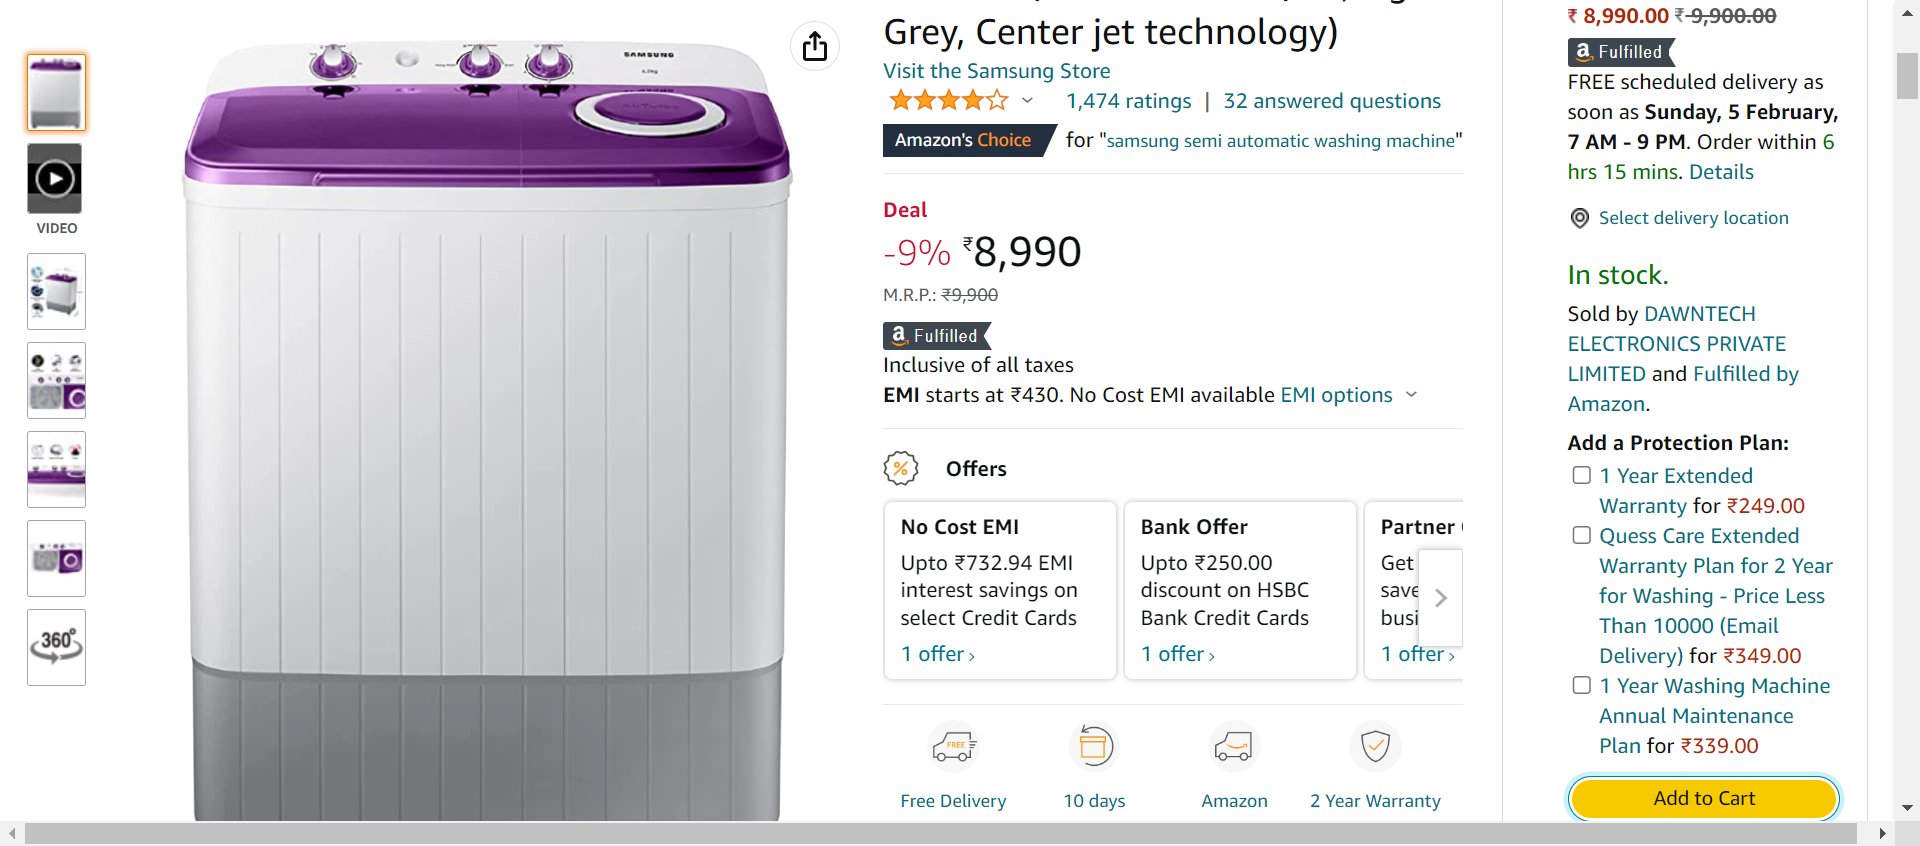 Grey, Center jet technology)
Visit the Samsung Store
1,474 ratings | 32 answered questions
Amazon's Choice for "samsung semi automatic washing machine"
Deal
-9% ₹8,990
M.R.P.: ₹9,900
a Fulfilled
Inclusive of all taxes
EMI starts at ₹430. No Cost EMI available EMI options
Offers
No Cost EMI
Upto ₹732.94 EMI
interest savings on
select Credit Cards
1 offer ›
Bank Offer
Upto ₹250.00
discount on HSBC
Bank Credit Cards
1 offer ›
Partner
Get
save
busi
1 offer ›
FREE
Free Delivery
10 days
Amazon
2 Year Warranty
VIDEO
360°
SAMSUNG
₹ 8,990.00 ₹ 9,900.00
a Fulfilled
FREE scheduled delivery as
soon as Sunday, 5 February,
7 AM - 9 PM. Order within 6
hrs 15 mins. Details
Select delivery location
In stock.
Sold by DAWNTECH
ELECTRONICS PRIVATE
LIMITED and Fulfilled by
Amazon.
Add a Protection Plan:
1 Year Extended
Warranty for ₹249.00
Quess Care Extended
Warranty Plan for 2 Year
for Washing - Price Less
Than 10000 (Email
Delivery) for ₹349.00
1 Year Washing Machine
Annual Maintenance
Plan for ₹339.00
Add to Cart